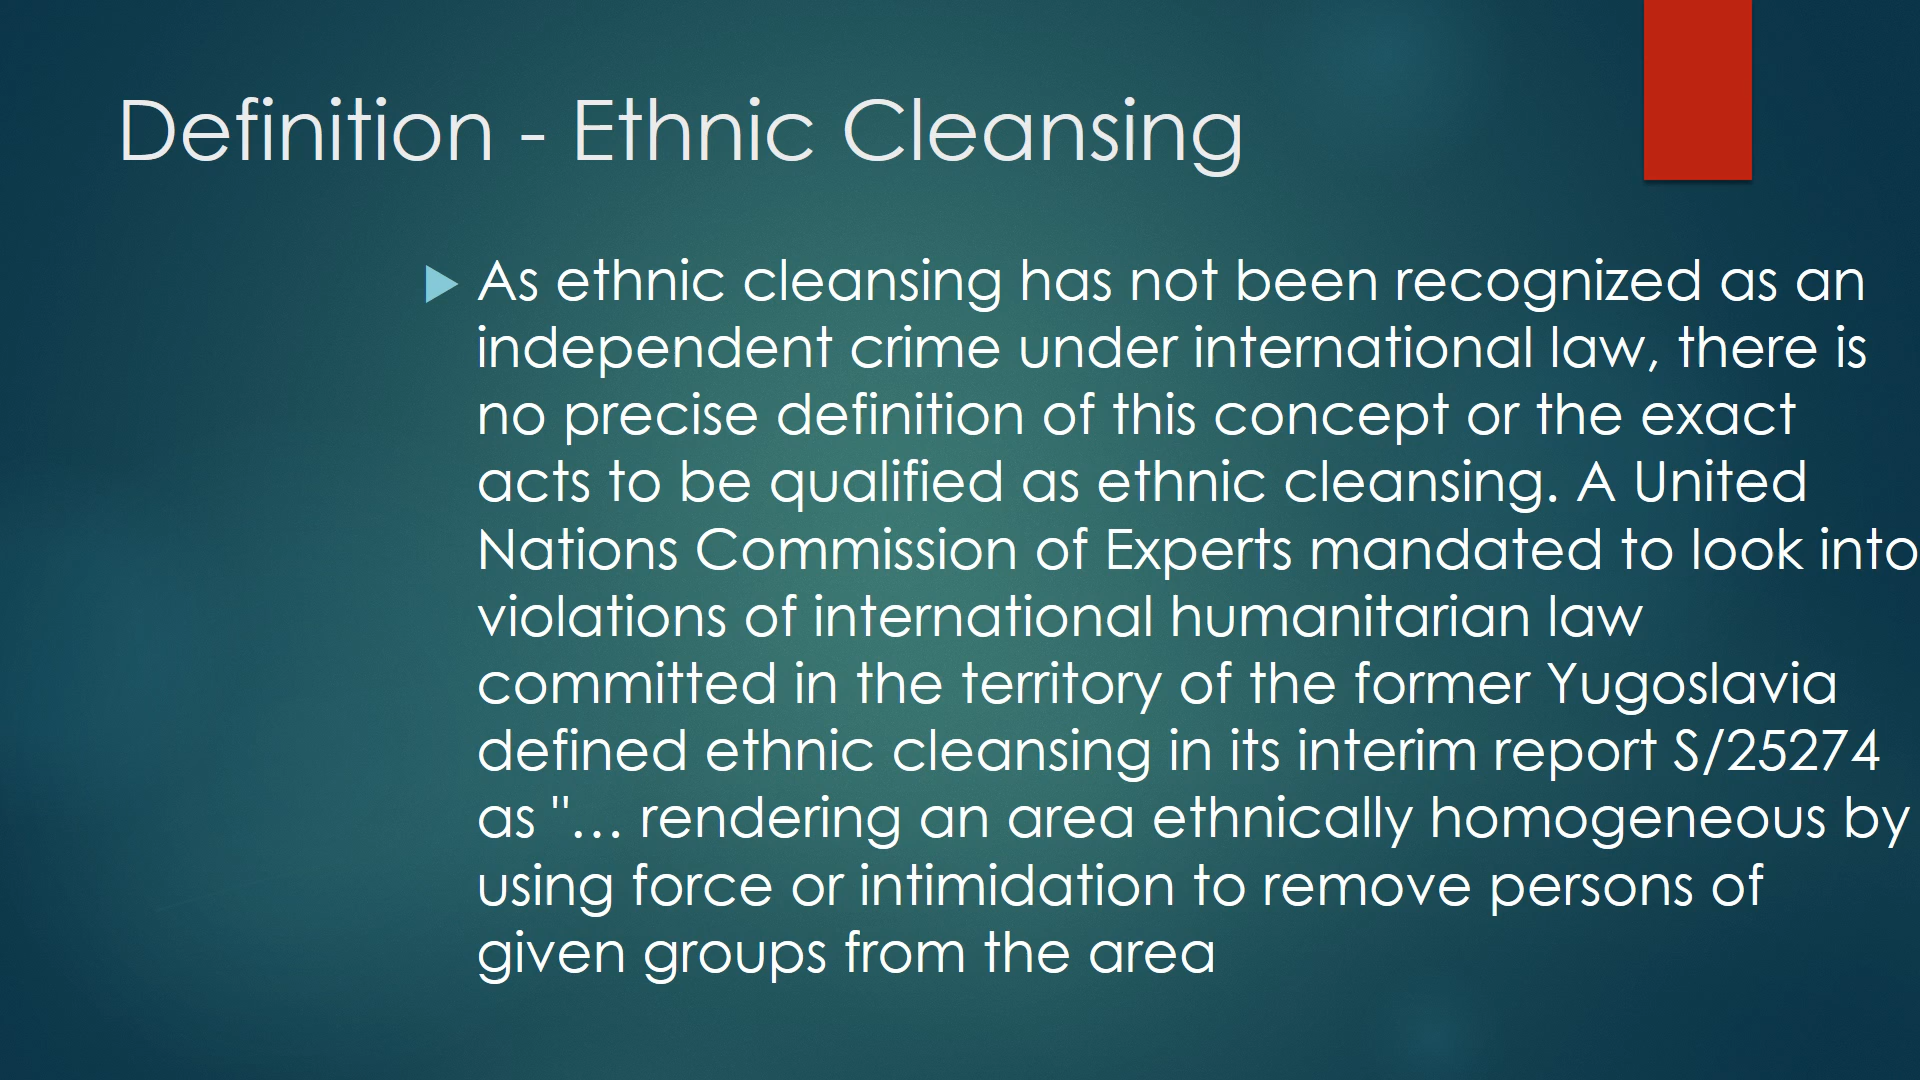 Definition - Ethnic Cleansing
As ethnic cleansing has not been recognized as an
independent crime under international law, there is
no precise definition of this concept or the exact
acts to be qualified as ethnic cleansing. A United
Nations Commission of Experts mandated to look into
violations of international humanitarian law
committed in the territory of the former Yugoslavia
defined ethnic cleansing in its interim report S/25274
as "… rendering an area ethnically homogeneous by
using force or intimidation to remove persons of
given groups from the area